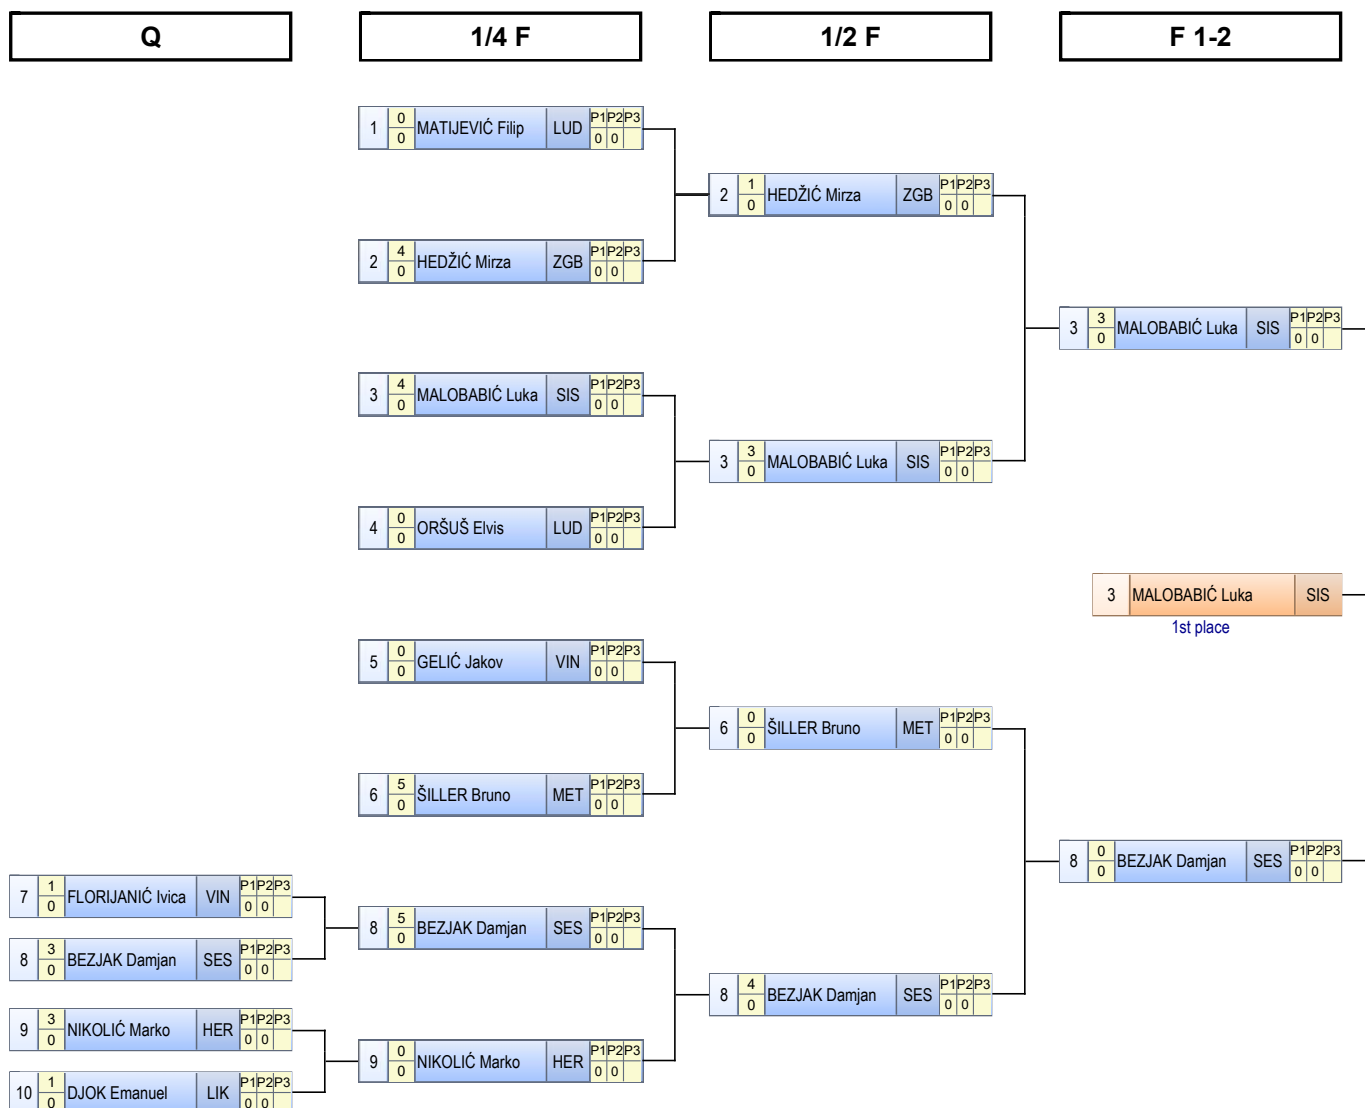 Q 1/4 F 1/2 F F 1-2
1 0 0 MATIJEVIĆ Filip LUD P1 P2 P3 0 0
2 1 0 HEDŽIĆ Mirza ZGB P1 P2 P3 0 0
2 4 0 HEDŽIĆ Mirza ZGB P1 P2 P3 0 0
3 3 0 MALOBABIĆ Luka SIS P1 P2 P3 0 0
3 4 0 MALOBABIĆ Luka SIS P1 P2 P3 0 0
3 3 0 MALOBABIĆ Luka SIS P1 P2 P3 0 0
4 0 0 ORŠUŠ Elvis LUD P1 P2 P3 0 0
3 MALOBABIĆ Luka SIS
1st place
5 0 0 GELIĆ Jakov VIN P1 P2 P3 0 0
6 0 0 ŠILLER Bruno MET P1 P2 P3 0 0
6 5 0 ŠILLER Bruno MET P1 P2 P3 0 0
8 0 0 BEZJAK Damjan SES P1 P2 P3 0 0
7 1 0 FLORIJANIĆ Ivica VIN P1 P2 P3 0 0
8 5 0 BEZJAK Damjan SES P1 P2 P3 0 0
8 3 0 BEZJAK Damjan SES P1 P2 P3 0 0
8 4 0 BEZJAK Damjan SES P1 P2 P3 0 0
9 3 0 NIKOLIĆ Marko HER P1 P2 P3 0 0
9 0 0 NIKOLIĆ Marko HER P1 P2 P3 0 0
10 1 0 DJOK Emanuel LIK P1 P2 P3 0 0